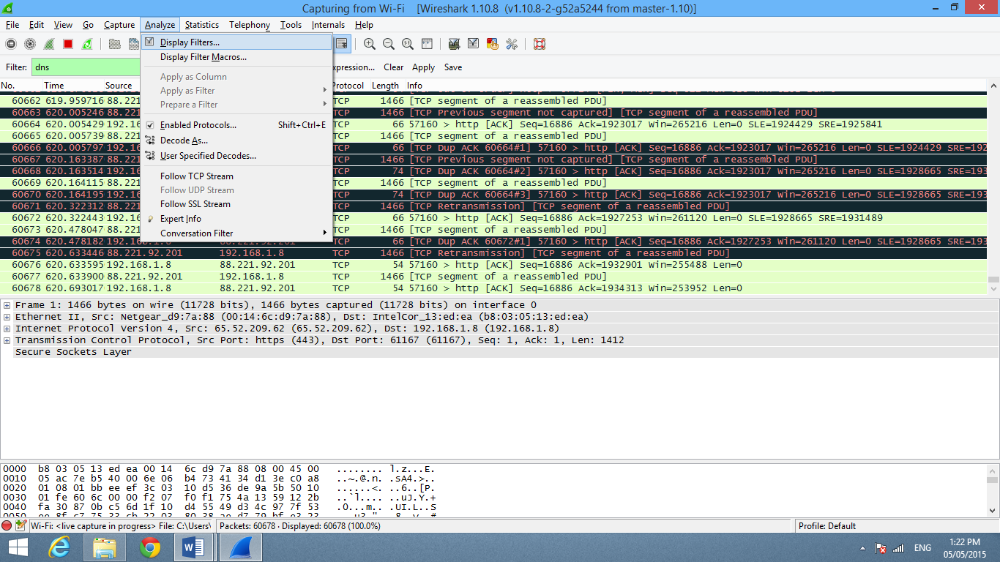 Capturing from Wi-Fi [Wireshark 1.10.8 (v1.10.8-2-g52a5244 from master-1.10)]
File Edit View Go Capture Analyze Statistics Telephony Tools Internals Help
Display Filters...
Display Filter Macros...
Apply as Column
Apply as Filter
Prepare a Filter
Enabled Protocols... Shift+Ctrl+E
Decode As...
User Specified Decodes...
Follow TCP Stream
Follow UDP Stream
Follow SSL Stream
Expert Info
Conversation Filter
Filter: dns xpression... Clear Apply Save
No. Time Source Protocol Length Info
60662 619.959716 88.221 TCP 1466 [TCP segment of a reassembled PDU]
60663 620.005246 88.221 TCP 1466 [TCP Previous segment not captured] [TCP segment of a reassembled PDU]
60664 620.005429 192.16 TCP 66 57160 > http [ACK] Seq=16886 Ack=1923017 Win=265216 Len=0 SLE=1924429 SRE=1925841
60665 620.005739 88.221 TCP 1466 [TCP segment of a reassembled PDU]
60666 620.005797 192.16 TCP 66 [TCP Dup ACK 60664#1] 57160 > http [ACK] Seq=16886 Ack=1923017 Win=265216 Len=0 SLE=1924429 SRE=192
60667 620.163387 88.221 TCP 1466 [TCP Previous segment not captured] [TCP segment of a reassembled PDU]
60668 620.163514 192.16 TCP 74 [TCP Dup ACK 60664#2] 57160 > http [ACK] Seq=16886 Ack=1923017 Win=265216 Len=0 SLE=1928665 SRE=193
60669 620.164115 88.221 TCP 1466 [TCP segment of a reassembled PDU]
60670 620.164195 192.16 TCP 74 [TCP Dup ACK 60664#3] 57160 > http [ACK] Seq=16886 Ack=1923017 Win=265216 Len=0 SLE=1928665 SRE=193
60671 620.322312 88.221 TCP 1466 [TCP Retransmission] [TCP segment of a reassembled PDU]
60672 620.322443 192.16 TCP 66 57160 > http [ACK] Seq=16886 Ack=1927253 Win=261120 Len=0 SLE=1928665 SRE=1931489
60673 620.478047 88.221 TCP 1466 [TCP segment of a reassembled PDU]
60674 620.478182 192.168.1.8 88.221.92.201 TCP 66 [TCP Dup ACK 60672#1] 57160 > http [ACK] Seq=16886 Ack=1927253 Win=261120 Len=0 SLE=1928665 SRE=193
60675 620.633446 88.221.92.201 192.168.1.8 TCP 1466 [TCP Retransmission] [TCP segment of a reassembled PDU]
60676 620.633595 192.168.1.8 88.221.92.201 TCP 54 57160 > http [ACK] Seq=16886 Ack=1932901 Win=255488 Len=0
60677 620.633900 88.221.92.201 192.168.1.8 TCP 1466 [TCP segment of a reassembled PDU]
60678 620.693017 192.168.1.8 88.221.92.201 TCP 54 57160 > http [ACK] Seq=16886 Ack=1934313 Win=253952 Len=0
Frame 1: 1466 bytes on wire (11728 bits), 1466 bytes captured (11728 bits) on interface 0
Ethernet II, Src: Netgear_d9:7a:88 (00:14:6c:d9:7a:88), Dst: IntelCor_13:ed:ea (b8:03:05:13:ed:ea)
Internet Protocol Version 4, Src: 65.52.209.62 (65.52.209.62), Dst: 192.168.1.8 (192.168.1.8)
Transmission Control Protocol, Src Port: https (443), Dst Port: 61167 (61167), Seq: 1, Ack: 1, Len: 1412
Secure Sockets Layer
0000 b8 03 05 13 ed ea 00 14 6c d9 7a 88 08 00 45 00 ........ l.z...E.
0010 05 ac 7e b5 40 00 6e 06 b4 73 41 34 d1 3e c0 a8 ..~.@.n. .sA4.>..
0020 01 08 01 bb ee ef 3c 03 10 d5 36 de 9a 5b 50 10 ......<. ..6..[P.
0030 01 fe 60 6c 00 00 f2 07 f0 f1 75 4a 13 59 12 2b ..`l.... ..uJ.Y.+
0040 fa 30 87 0b c5 6d 1f 10 d4 55 49 d3 4c 97 7f 53 .0...m.. .UI.L..S
Wi-Fi: <live capture in progress> File: C:\Users\ Packets: 60678 · Displayed: 60678 (100.0%) Profile: Default
ENG
1:22 PM
05/05/2015